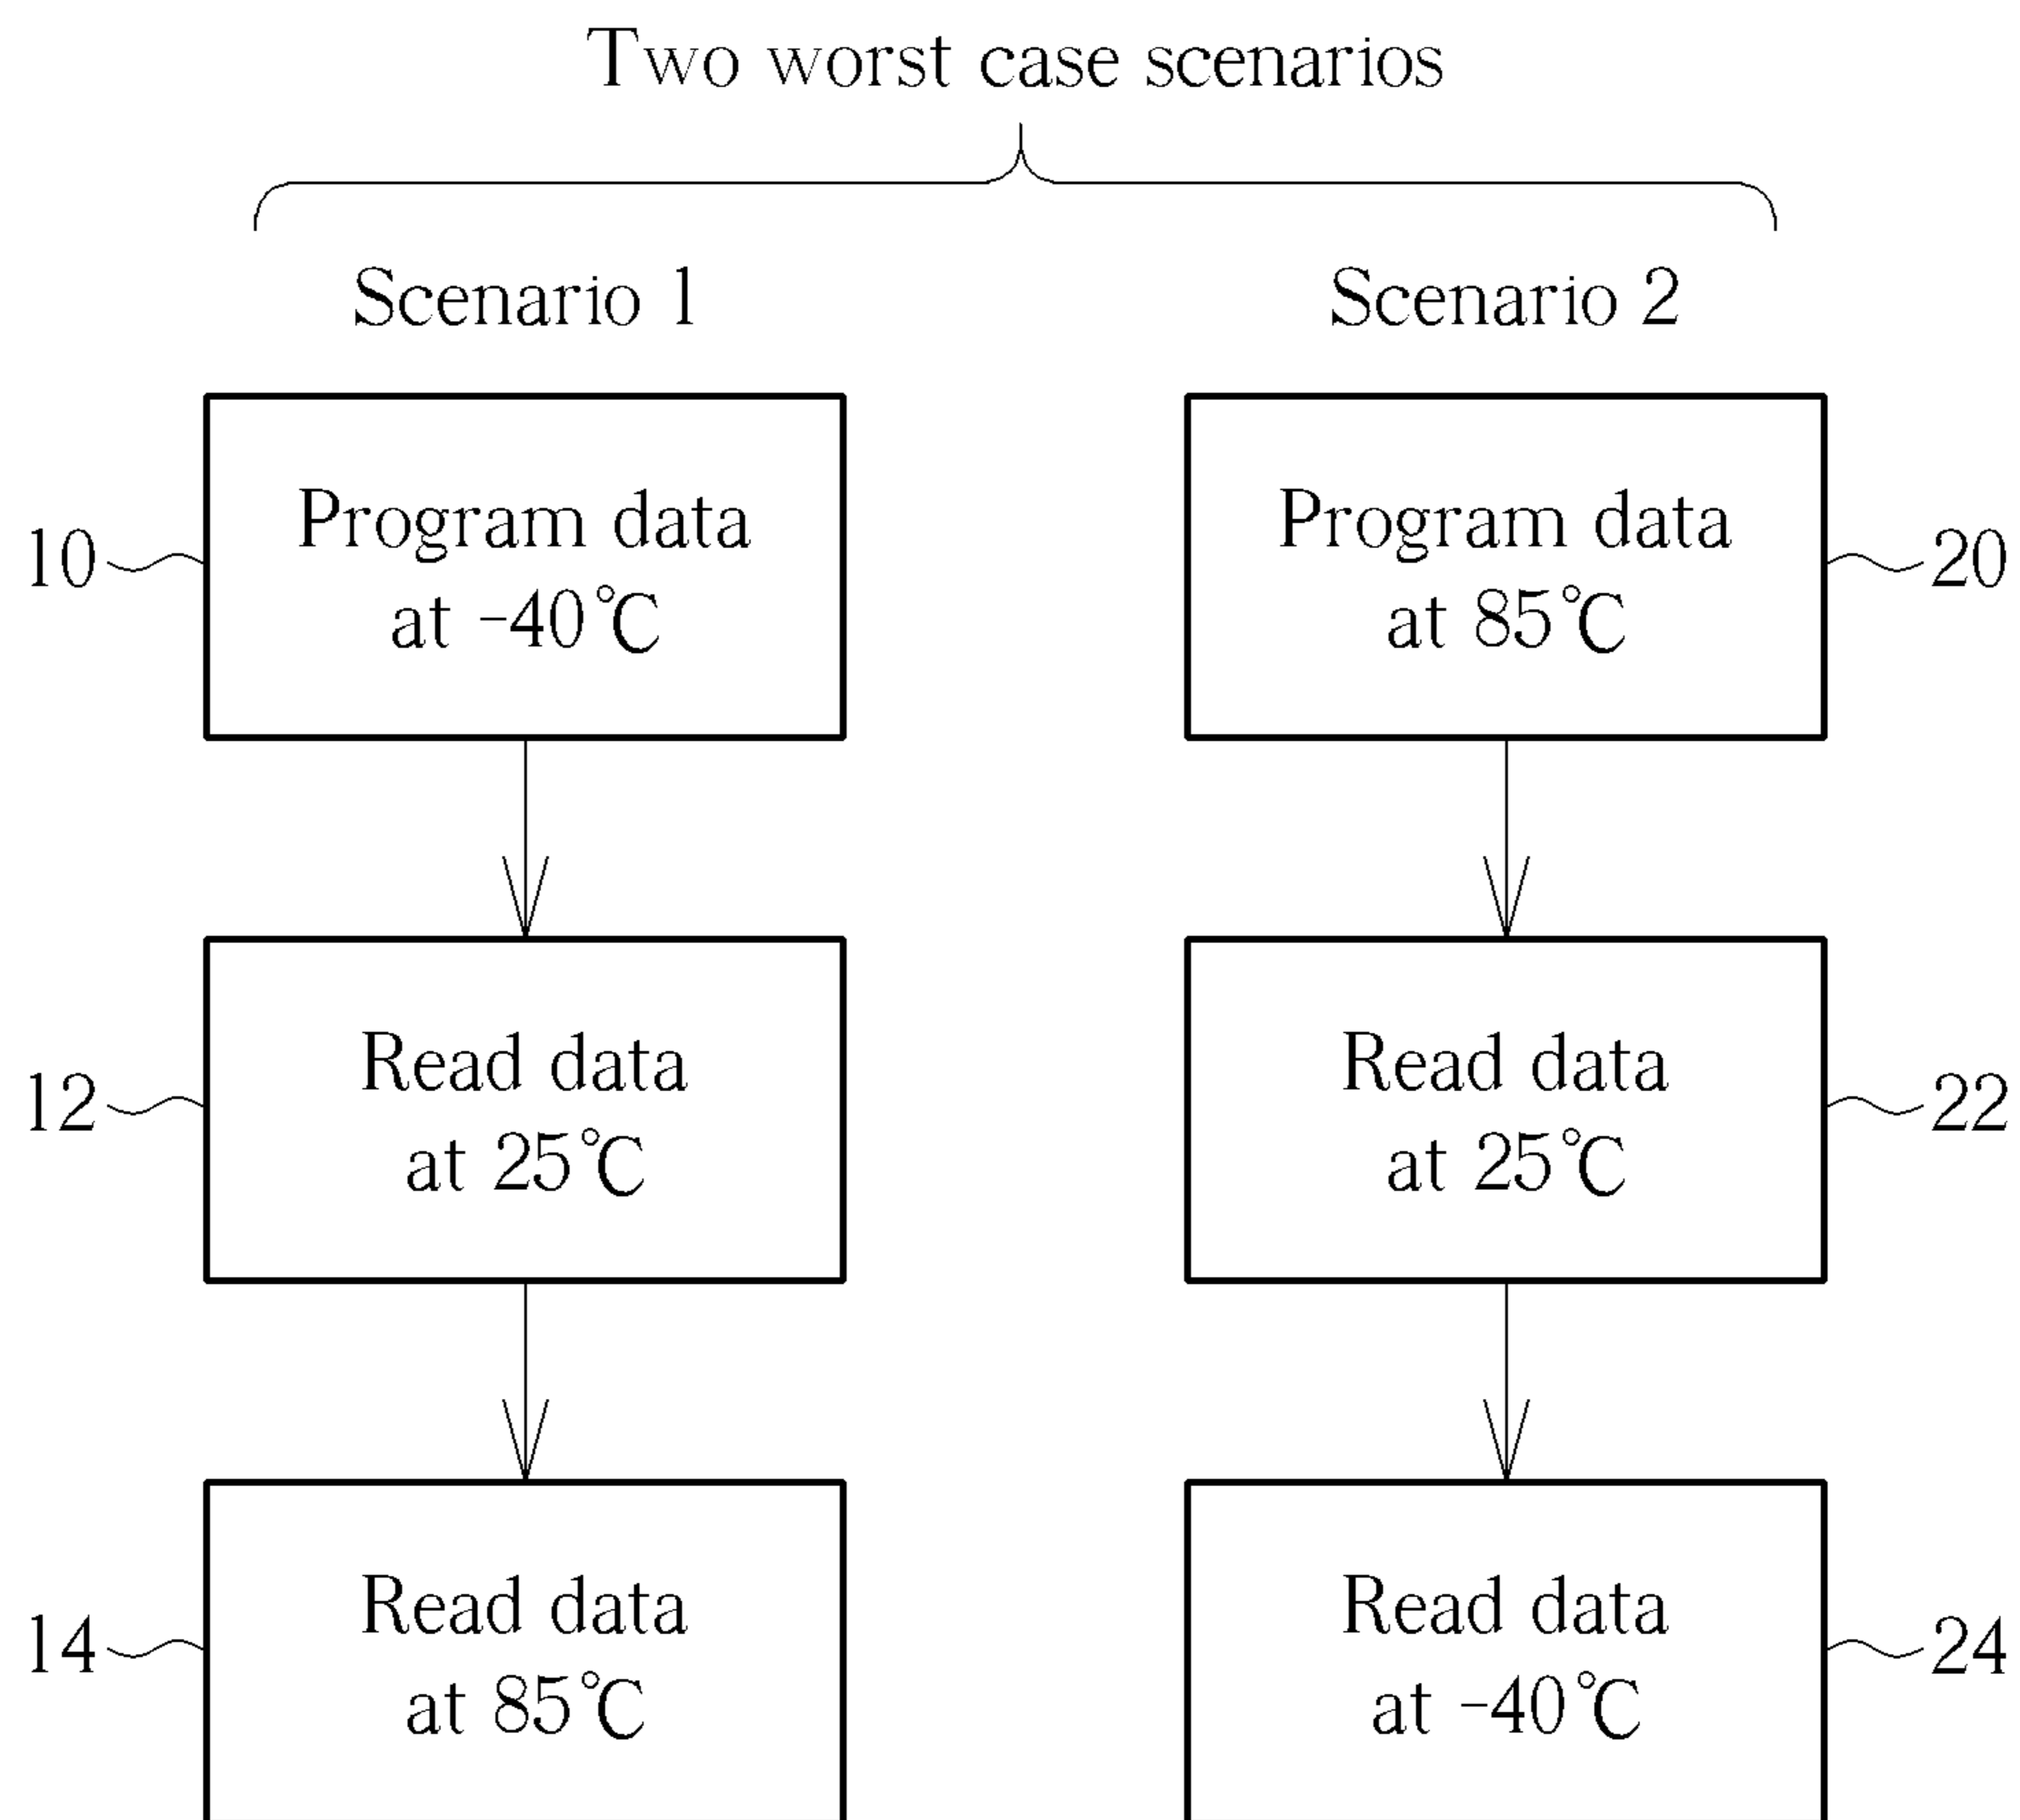 Two worst case scenarios
Scenario 1
Scenario 2
10
Program data
at -40℃
Program data
at 85℃
20
12
Read data
at 25℃
Read data
at 25℃
22
14
Read data
at 85℃
Read data
at -40℃
24